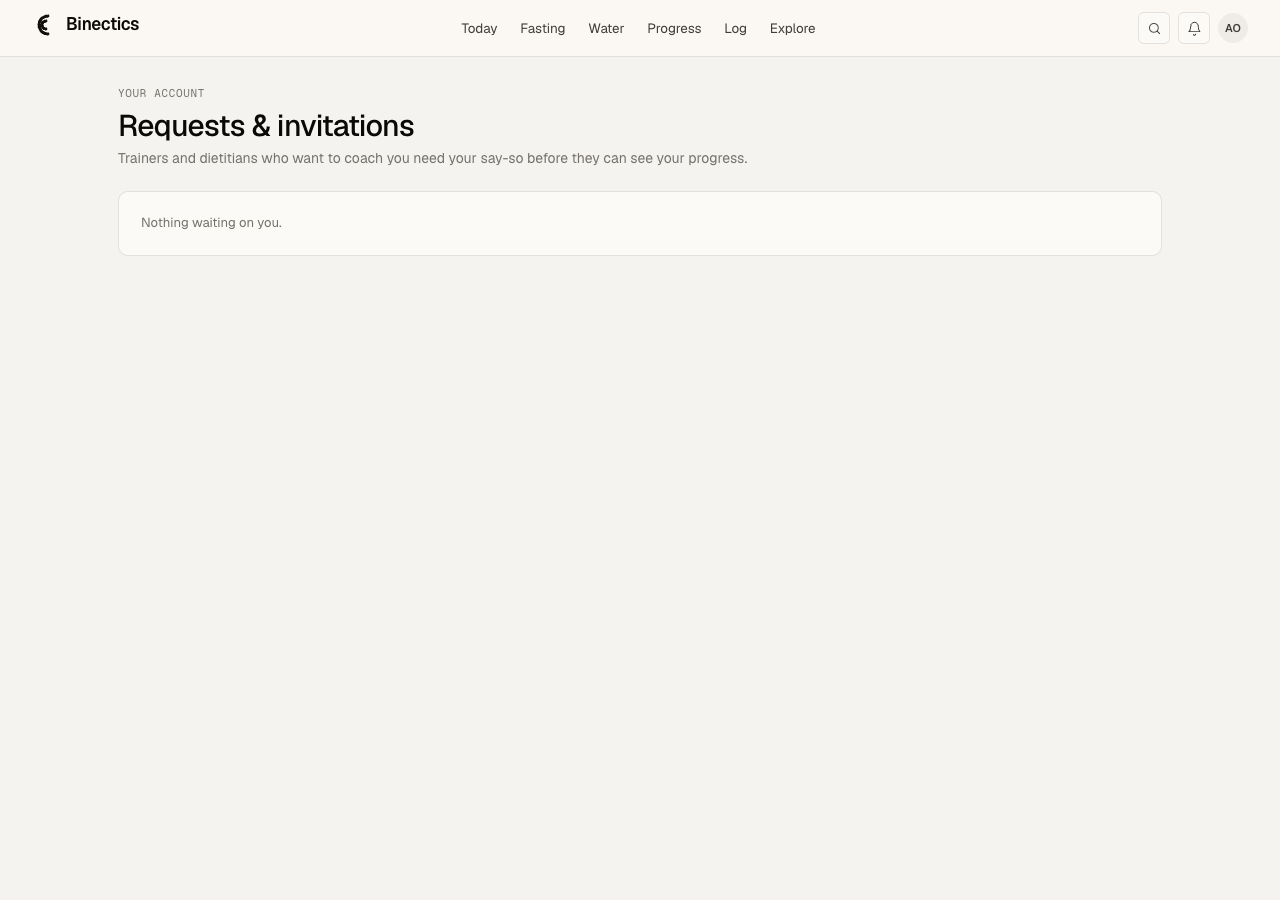 Binectics
Today Fasting Water Progress Log Explore
AO
YOUR ACCOUNT
Requests & invitations
Trainers and dietitians who want to coach you need your say-so before they can see your progress.
Nothing waiting on you.